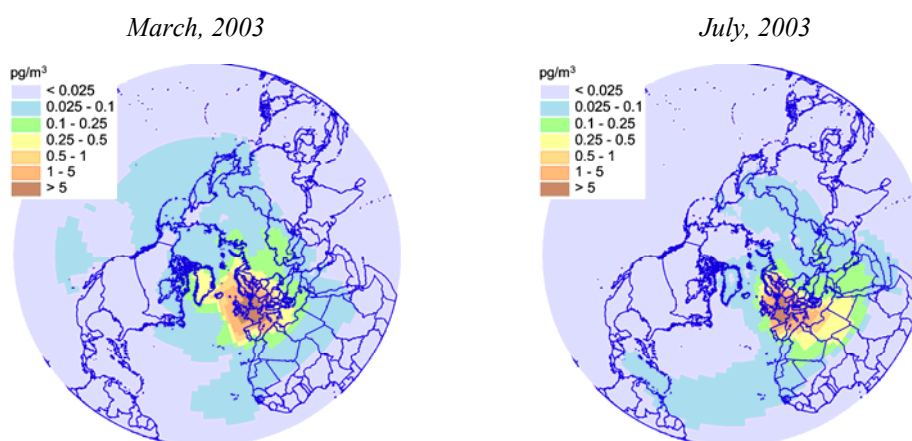 March, 2003
July, 2003
pg/m³
< 0.025
0.025 - 0.1
0.1 - 0.25
0.25 - 0.5
0.5 - 1
1 - 5
> 5
pg/m³
< 0.025
0.025 - 0.1
0.1 - 0.25
0.25 - 0.5
0.5 - 1
1 - 5
> 5